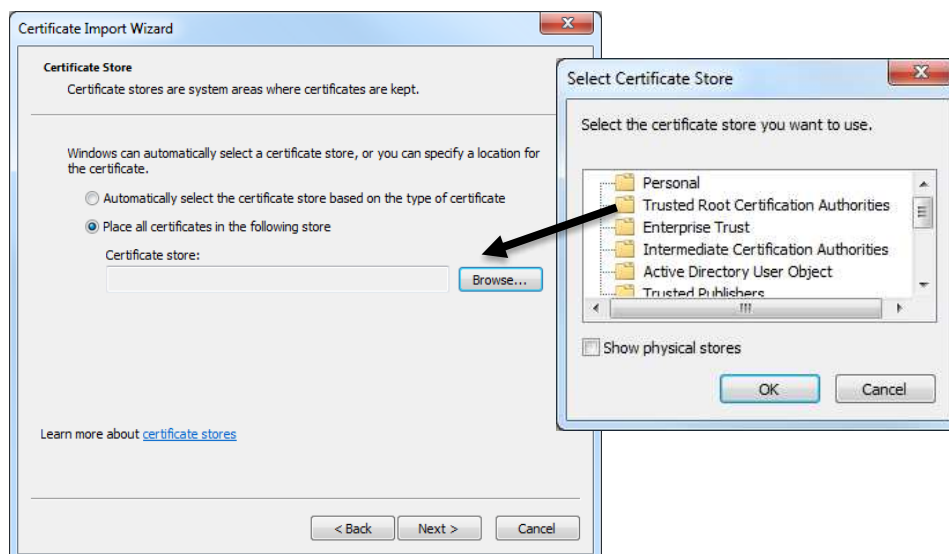 Certificate Import Wizard
Certificate Store
Certificate stores are system areas where certificates are kept.
Windows can automatically select a certificate store, or you can specify a location for
the certificate.
Automatically select the certificate store based on the type of certificate
Place all certificates in the following store
Certificate store:
Browse...
Learn more about certificate stores
< Back
Next >
Cancel
Select Certificate Store
Select the certificate store you want to use.
Personal
Trusted Root Certification Authorities
Enterprise Trust
Intermediate Certification Authorities
Active Directory User Object
Trusted Publishers
Show physical stores
OK
Cancel